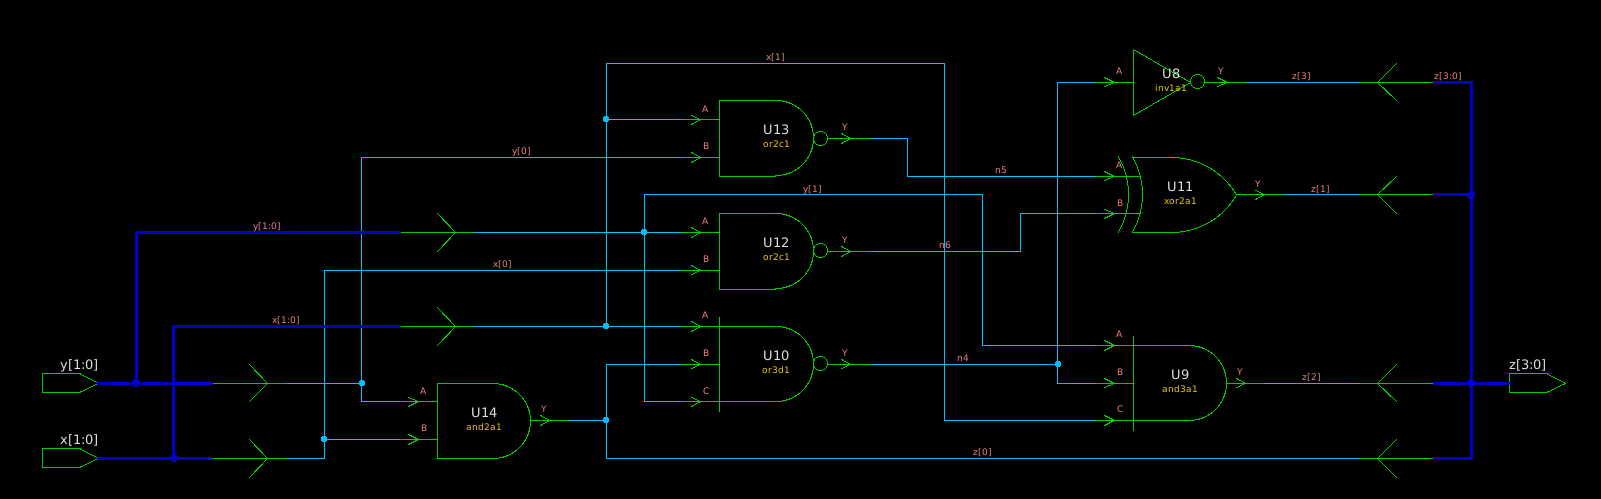 x[1]
A
U8
inv1a1
Y
z[3]
z[3:0]
A
U13
or2c1
B
Y
y[0]
n5
A
U11
xor2a1
B
Y
z[1]
y[1]
y[1:0]
A
U12
or2c1
B
Y
n6
x[0]
x[1:0]
A
B
U10
or3d1
C
Y
n4
A
B
U9
and3a1
C
Y
z[2]
z[3:0]
y[1:0]
A
U14
and2a1
B
Y
x[1:0]
z[0]